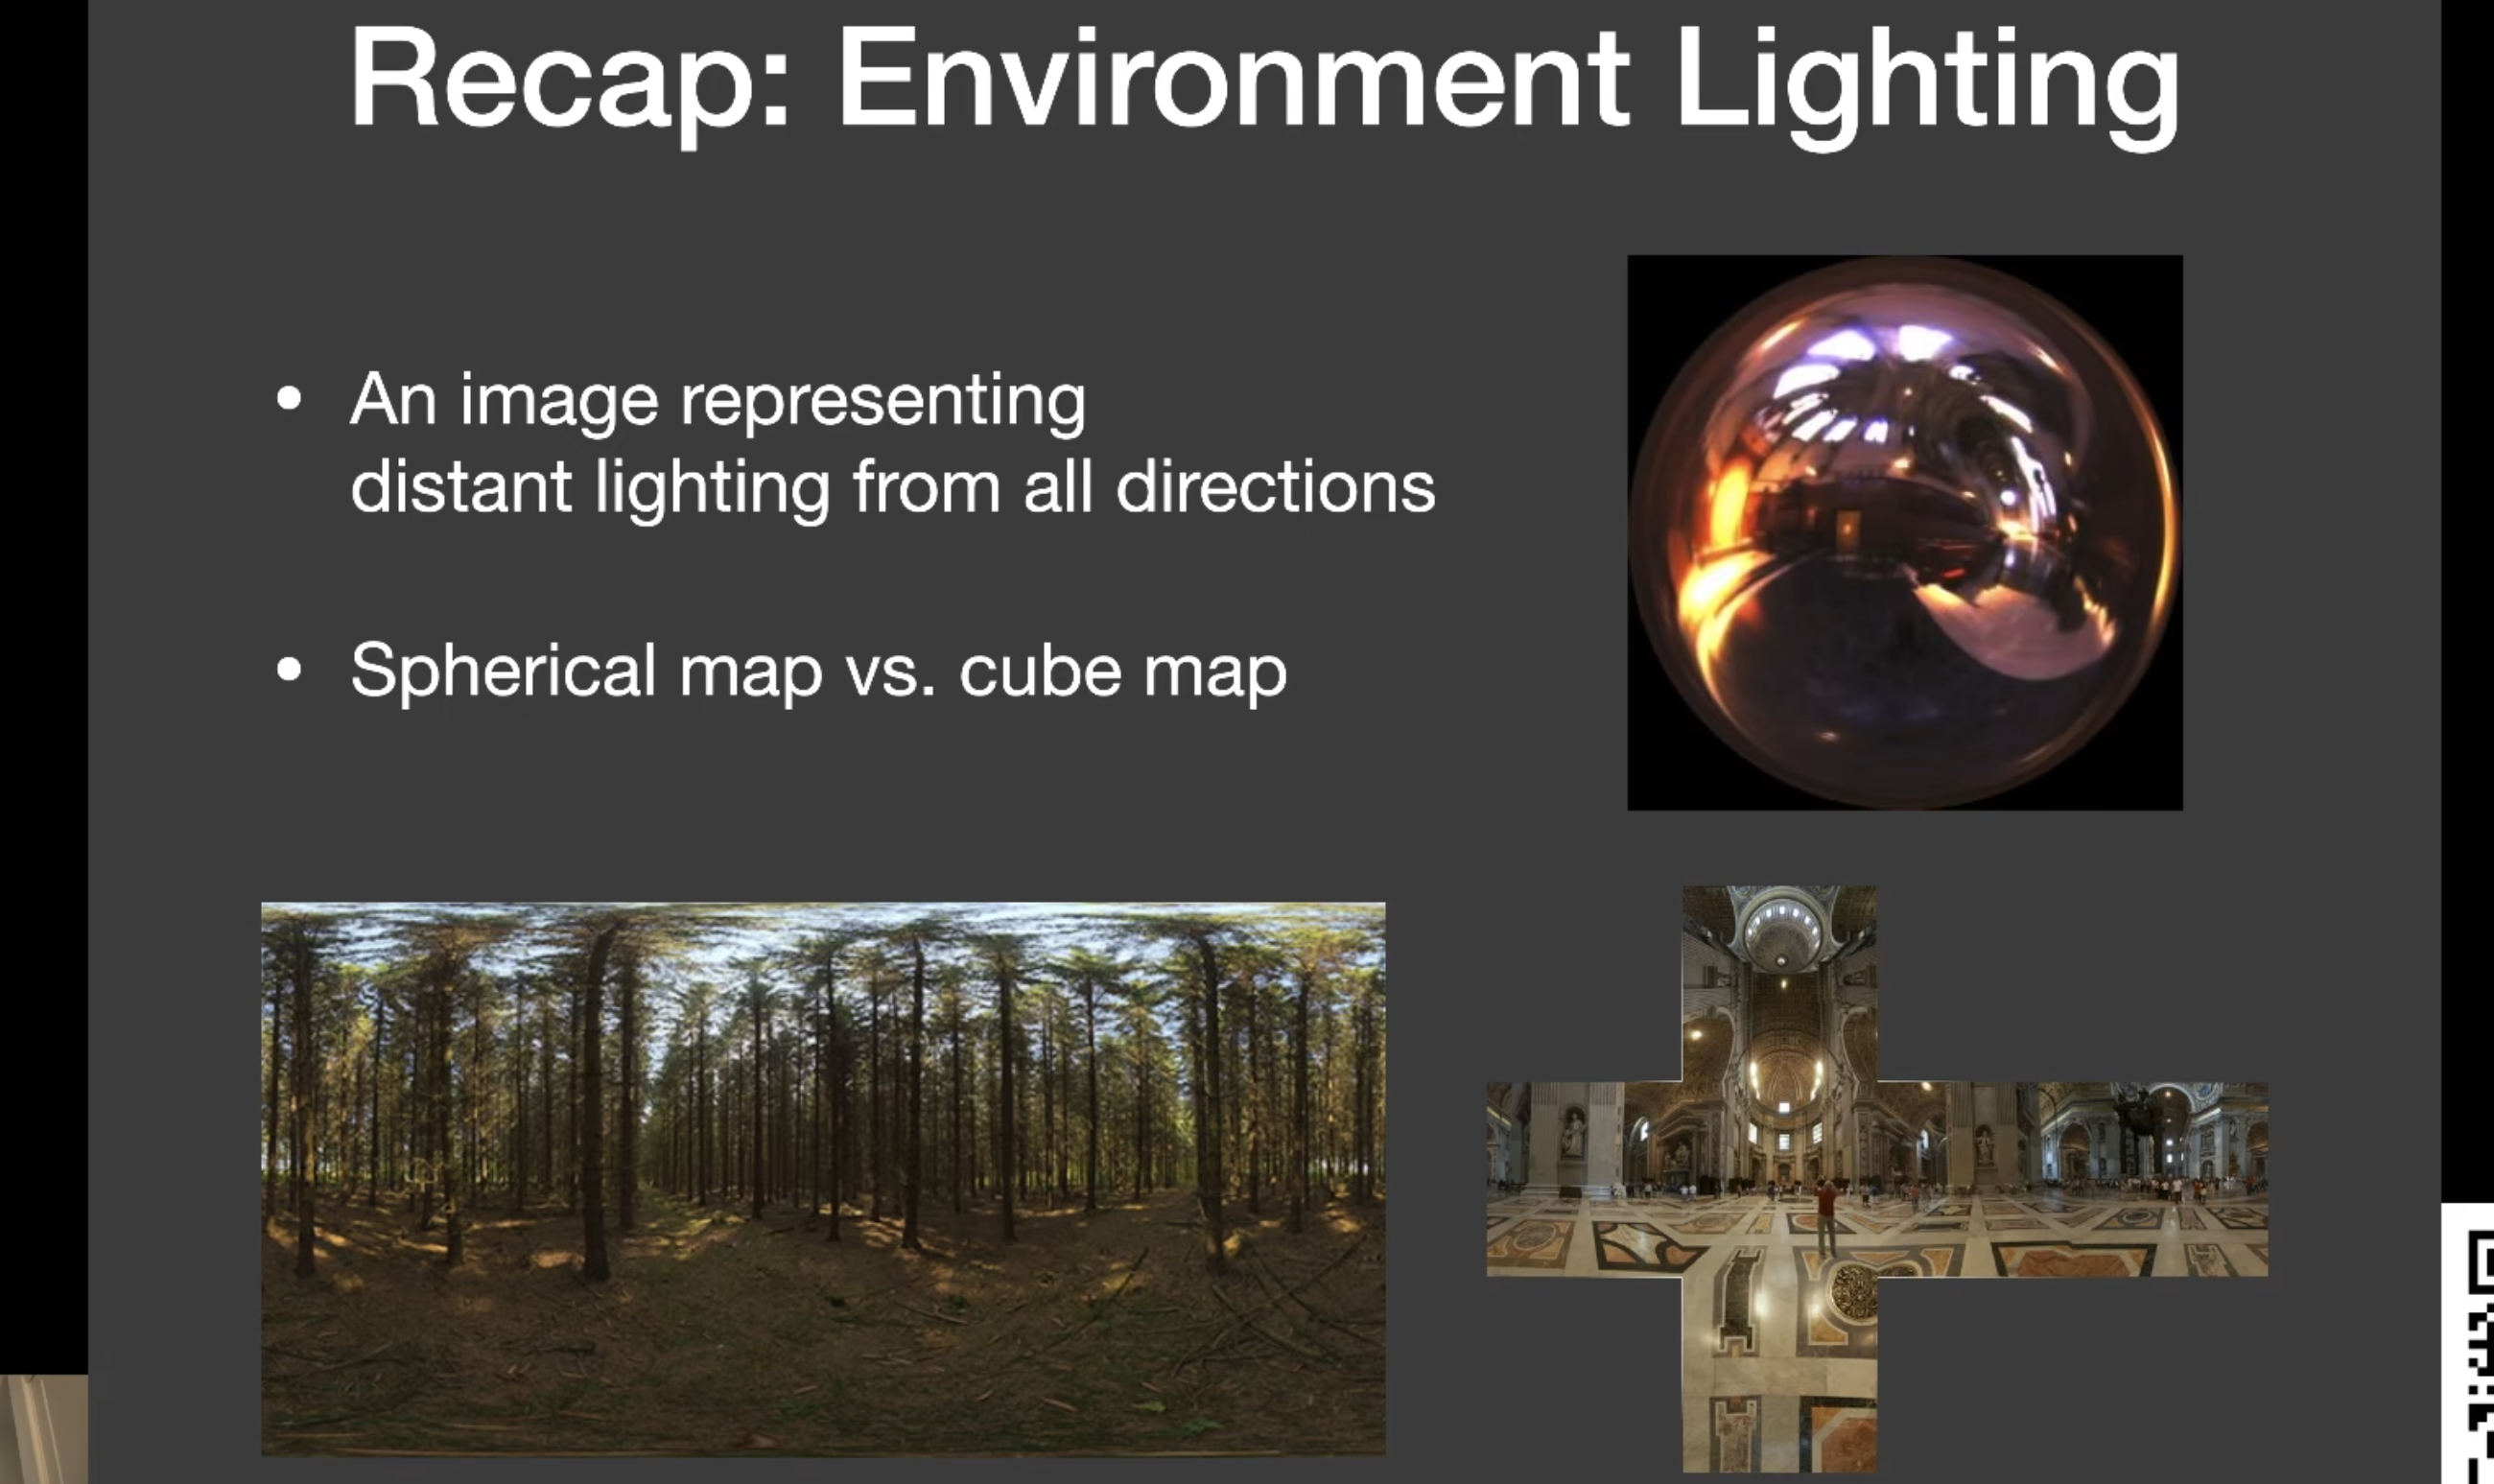 Recap: Environment Lighting
• An image representing
distant lighting from all directions
• Spherical map vs. cube map